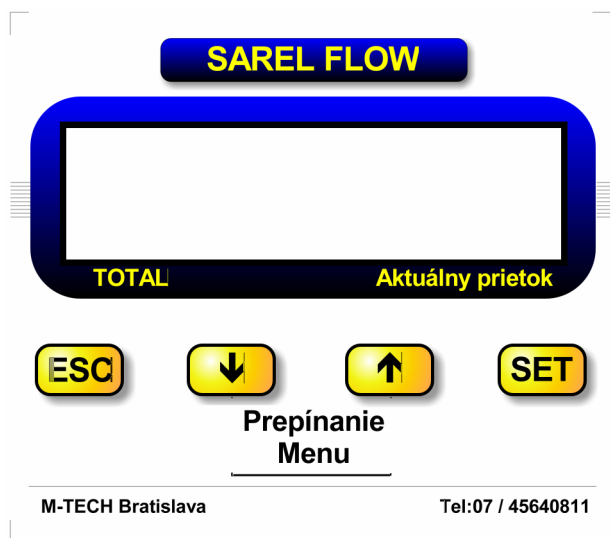 SAREL FLOW
TOTAL Aktuálny prietok
ESC SET
Prepínanie
Menu
M-TECH Bratislava Tel:07 / 45640811